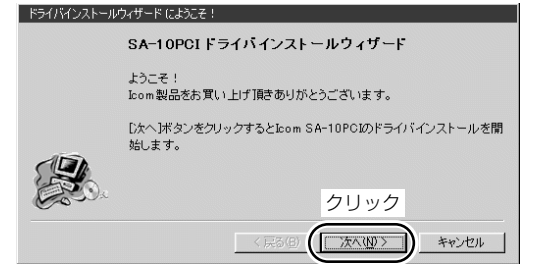 ドライバインストールウィザード にようこそ！
SA-10PCI ドライバインストールウィザード
ようこそ！
Icom 製品をお買い上げ頂きありがとうございます。
[次へ]ボタンをクリックするとIcom SA-10PCIのドライバインストールを開
始します。
クリック
< 戻る(B)
次へ(N) >
キャンセル